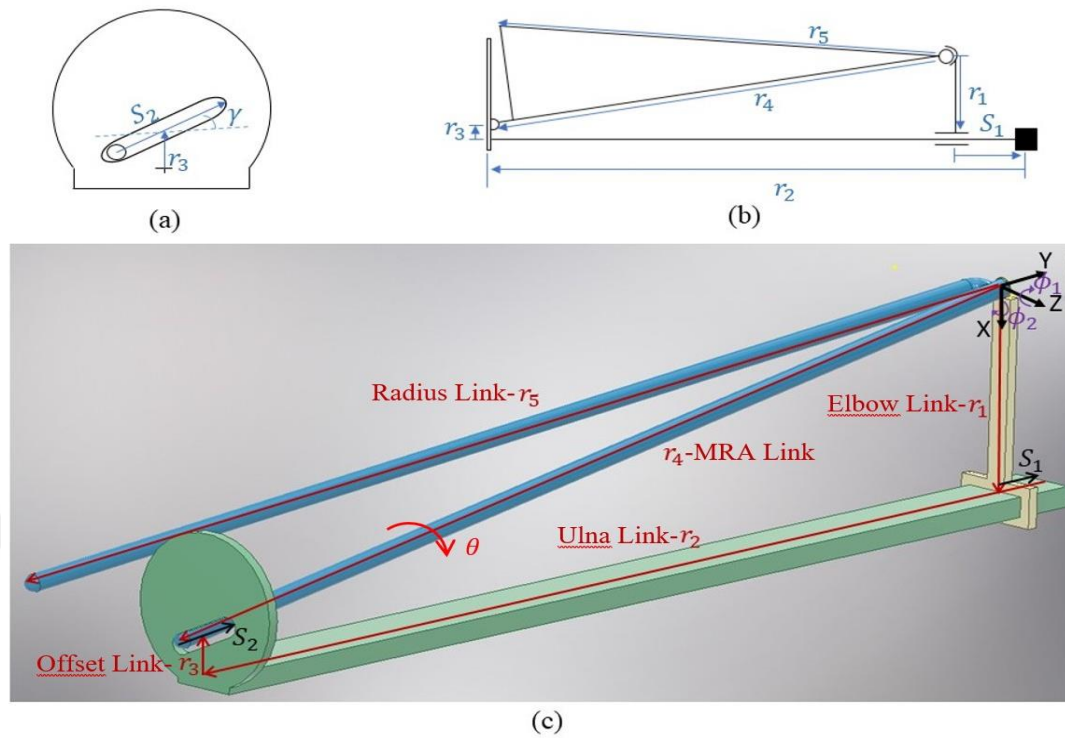 S₂
γ
r₃
(a)
r₅
r₄
r₁
r₃
S₁
r₂
(b)
Y
ϕ₁
Z
X
ϕ₂
Radius Link-r₅
Elbow Link-r₁
r₄-MRA Link
S₁
θ
Ulna Link-r₂
S₂
Offset Link- r₃
(c)